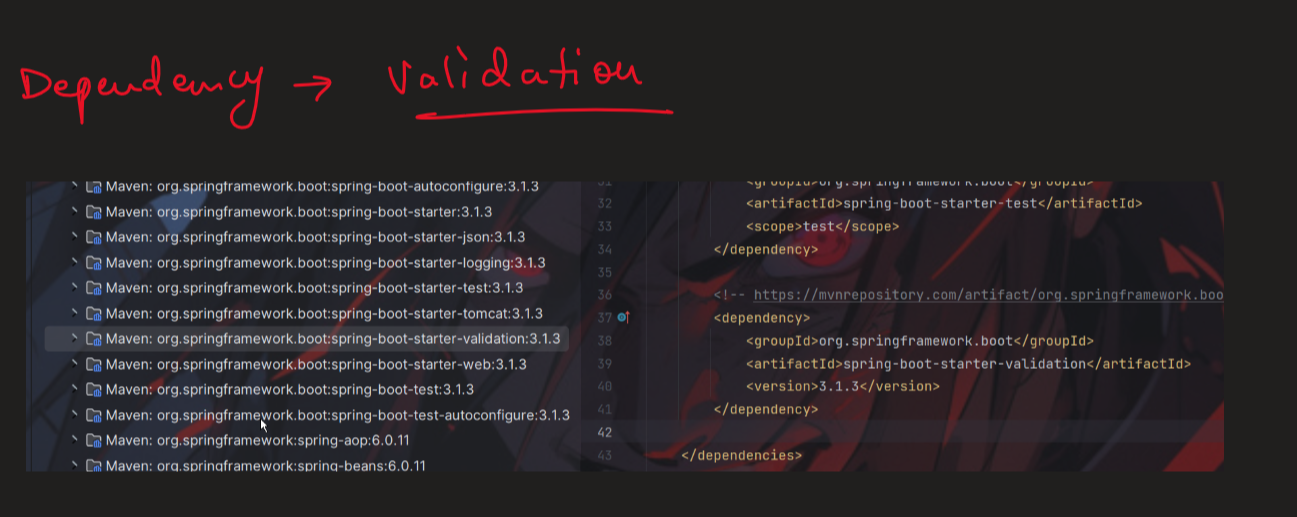 Dependency → Validation
Maven: org.springframework.boot:spring-boot-autoconfigure:3.1.3
Maven: org.springframework.boot:spring-boot-starter:3.1.3
Maven: org.springframework.boot:spring-boot-starter-json:3.1.3
Maven: org.springframework.boot:spring-boot-starter-logging:3.1.3
Maven: org.springframework.boot:spring-boot-starter-test:3.1.3
Maven: org.springframework.boot:spring-boot-starter-tomcat:3.1.3
Maven: org.springframework.boot:spring-boot-starter-validation:3.1.3
Maven: org.springframework.boot:spring-boot-starter-web:3.1.3
Maven: org.springframework.boot:spring-boot-test:3.1.3
Maven: org.springframework.boot:spring-boot-test-autoconfigure:3.1.3
Maven: org.springframework:spring-aop:6.0.11
Maven: org.springframework:spring-beans:6.0.11
31 <groupId>org.springframework.boot</groupId>
32 <artifactId>spring-boot-starter-test</artifactId>
33 <scope>test</scope>
34 </dependency>
35
36 <!-- https://mvnrepository.com/artifact/org.springframework.boo
37 <dependency>
38 <groupId>org.springframework.boot</groupId>
39 <artifactId>spring-boot-starter-validation</artifactId>
40 <version>3.1.3</version>
41 </dependency>
42
43 </dependencies>